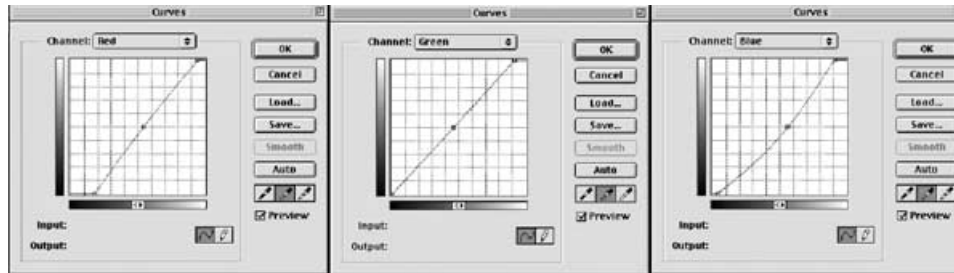 Curves
Channel: Red
OK
Cancel
Load...
Save...
Smooth
Auto
Preview
Input:
Output:
Curves
Channel: Green
OK
Cancel
Load...
Save...
Smooth
Auto
Preview
Input:
Output:
Curves
Channel: Blue
OK
Cancel
Load...
Save...
Smooth
Auto
Preview
Input:
Output: